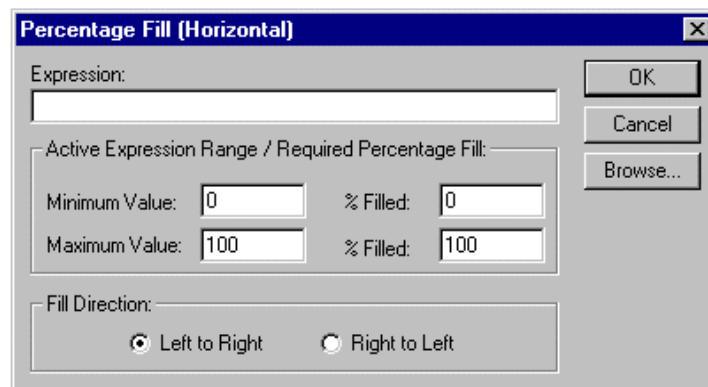 Percentage Fill (Horizontal)
Expression:
OK
Cancel
Browse...
Active Expression Range / Required Percentage Fill:
Minimum Value: 0 % Filled: 0
Maximum Value: 100 % Filled: 100
Fill Direction:
Left to Right Right to Left